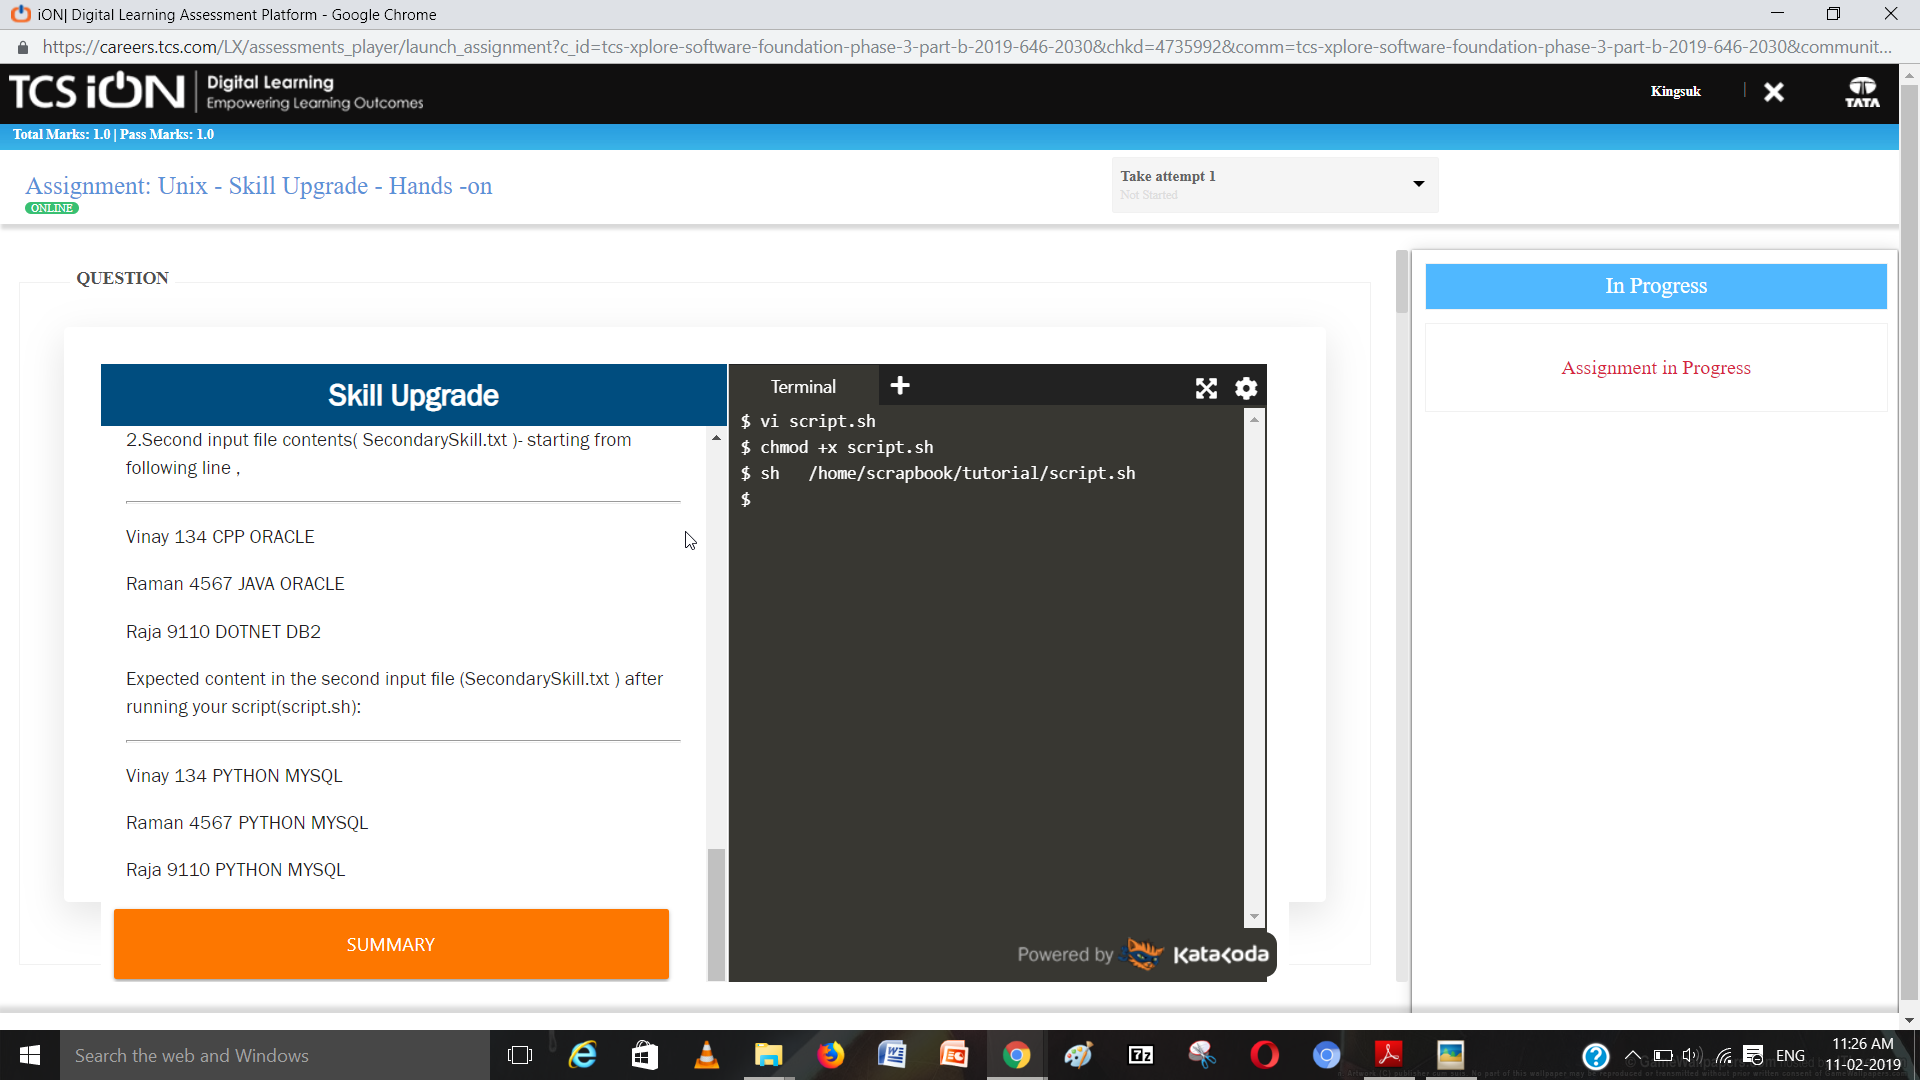 iON| Digital Learning Assessment Platform - Google Chrome
https://careers.tcs.com/LX/assessments_player/launch_assignment?c_id=tcs-xplore-software-foundation-phase-3-part-b-2019-646-2030&chkd=4735992&comm=tcs-xplore-software-foundation-phase-3-part-b-2019-646-2030&communit...
TCS iON
Digital Learning
Empowering Learning Outcomes
Kingsuk
TATA
Total Marks: 1.0 | Pass Marks: 1.0
Assignment: Unix - Skill Upgrade - Hands -on
ONLINE
Take attempt 1
Not Started
QUESTION
Skill Upgrade
2.Second input file contents( SecondarySkill.txt )- starting from
following line ,
Vinay 134 CPP ORACLE
Raman 4567 JAVA ORACLE
Raja 9110 DOTNET DB2
Expected content in the second input file (SecondarySkill.txt ) after
running your script(script.sh):
Vinay 134 PYTHON MYSQL
Raman 4567 PYTHON MYSQL
Raja 9110 PYTHON MYSQL
SUMMARY
Terminal
$ vi script.sh
$ chmod +x script.sh
$ sh   /home/scrapbook/tutorial/script.sh
$
Powered by Katacoda
In Progress
Assignment in Progress
Search the web and Windows
ENG
11:26 AM
11-02-2019